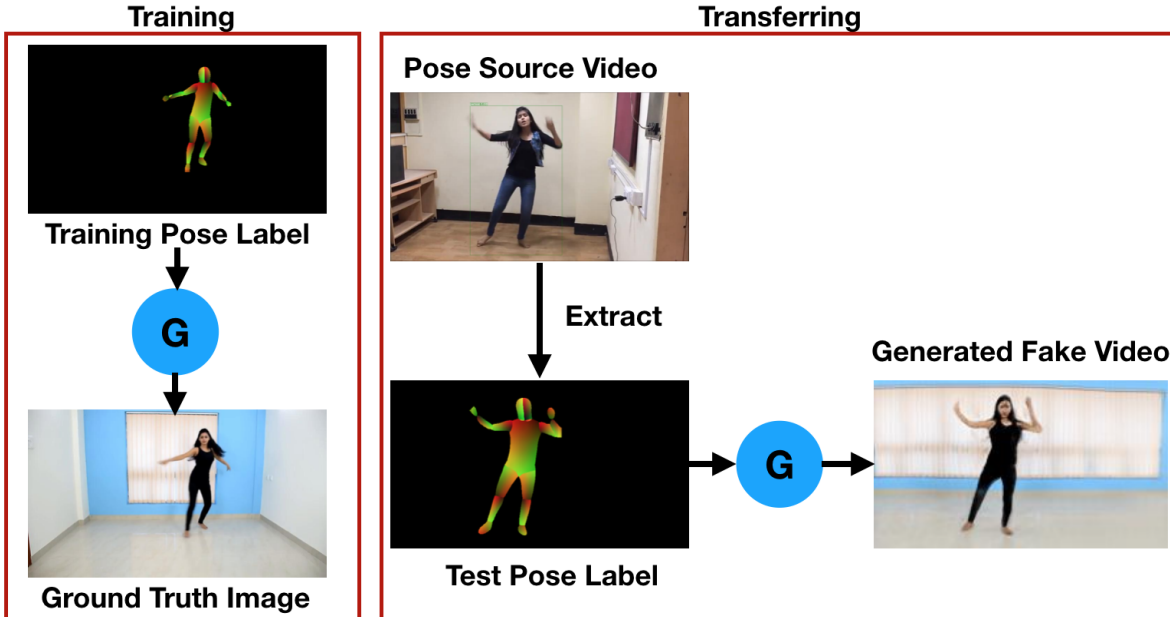 Training
Transferring
Training Pose Label
G
Ground Truth Image
Pose Source Video
Extract
Test Pose Label
G
Generated Fake Video